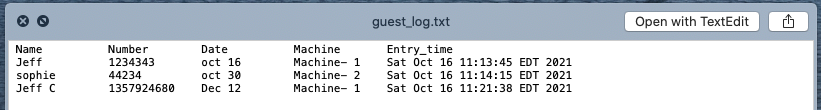 guest_log.txt
Open with TextEdit
Name Number Date Machine Entry_time
Jeff 1234343 oct 16 Machine- 1 Sat Oct 16 11:13:45 EDT 2021
sophie 44234 oct 30 Machine- 2 Sat Oct 16 11:14:15 EDT 2021
Jeff C 1357924680 Dec 12 Machine- 1 Sat Oct 16 11:21:38 EDT 2021